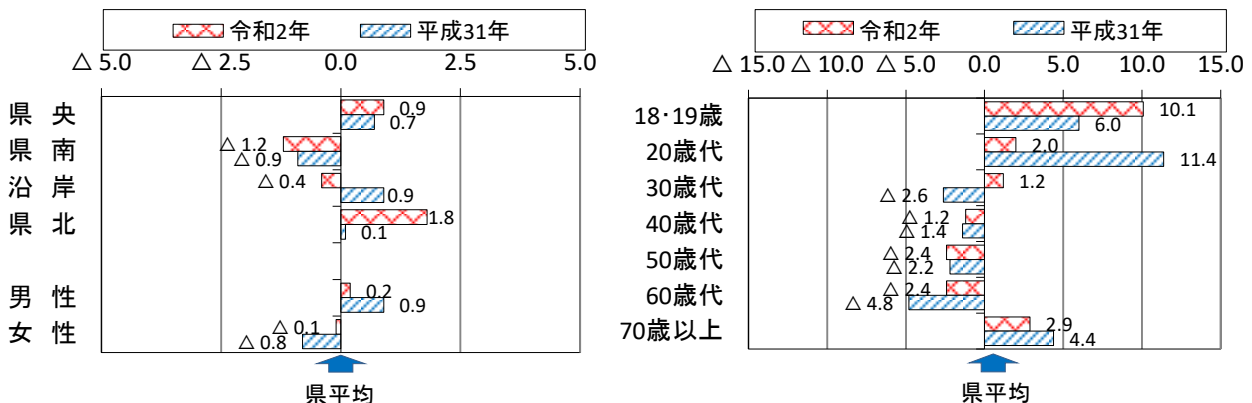 令和2年 平成31年
△ 5.0 △ 2.5 0.0 2.5 5.0
県央 0.9
0.7
県南 △ 1.2
△ 0.9
沿岸 △ 0.4
0.9
県北 1.8
0.1
男性 0.2
0.9
女性 △ 0.1
△ 0.8
県平均
令和2年 平成31年
△ 15.0 △ 10.0 △ 5.0 0.0 5.0 10.0 15.0
18･19歳 10.1
6.0
20歳代 2.0
11.4
30歳代 1.2
△ 2.6
40歳代 △ 1.2
△ 1.4
50歳代 △ 2.4
△ 2.2
60歳代 △ 2.4
△ 4.8
70歳以上 2.9
4.4
県平均